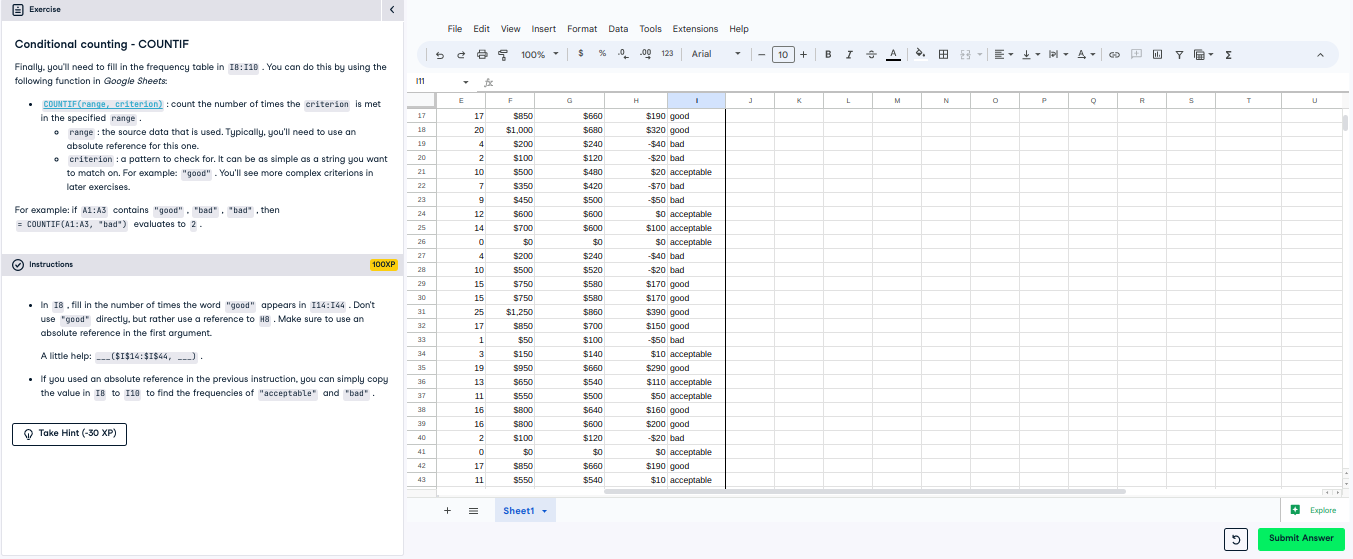 Exercise
Conditional counting - COUNTIF
Finally, you'll need to fill in the frequency table in I8:I10 . You can do this by using the
following function in Google Sheets:
COUNTIF(range, criterion) : count the number of times the criterion is met
in the specified range .
range : the source data that is used. Typically, you'll need to use an
absolute reference for this one.
criterion : a pattern to check for. It can be as simple as a string you want
to match on. For example: "good" . You'll see more complex criterions in
later exercises.
For example: if A1:A3 contains "good" , "bad" , "bad" , then
= COUNTIF(A1:A3, "bad") evaluates to 2 .
Instructions 100XP
In I8 , fill in the number of times the word "good" appears in I14:I44 . Don't
use "good" directly, but rather use a reference to H8 . Make sure to use an
absolute reference in the first argument.
A little help: ___($I$14:$I$44, ___) .
If you used an absolute reference in the previous instruction, you can simply copy
the value in I8 to I10 to find the frequencies of "acceptable" and "bad" .
Take Hint (-30 XP)
File Edit View Insert Format Data Tools Extensions Help
100% $ % .0 .00 123 Arial 10 B I S A Σ
I11 fx
E F G H I J K L M N O P Q R S T U
17 17 $850 $660 $190 good
18 20 $1,000 $680 $320 good
19 4 $200 $240 -$40 bad
20 2 $100 $120 -$20 bad
21 10 $500 $480 $20 acceptable
22 7 $350 $420 -$70 bad
23 9 $450 $500 -$50 bad
24 12 $600 $600 $0 acceptable
25 14 $700 $600 $100 acceptable
26 0 $0 $0 $0 acceptable
27 4 $200 $240 -$40 bad
28 10 $500 $520 -$20 bad
29 15 $750 $580 $170 good
30 15 $750 $580 $170 good
31 25 $1,250 $860 $390 good
32 17 $850 $700 $150 good
33 1 $50 $100 -$50 bad
34 3 $150 $140 $10 acceptable
35 19 $950 $660 $290 good
36 13 $650 $540 $110 acceptable
37 11 $550 $500 $50 acceptable
38 16 $800 $640 $160 good
39 16 $800 $600 $200 good
40 2 $100 $120 -$20 bad
41 0 $0 $0 $0 acceptable
42 17 $850 $660 $190 good
43 11 $550 $540 $10 acceptable
Sheet1
Explore
Submit Answer